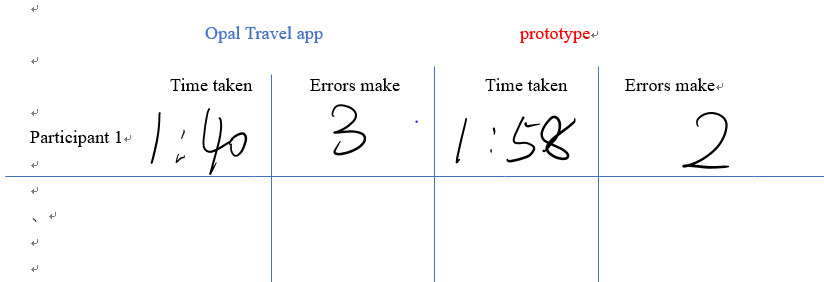 Opal Travel app prototype
Time taken Errors make Time taken Errors make
Participant 1 1:40 3 1:58 2
、